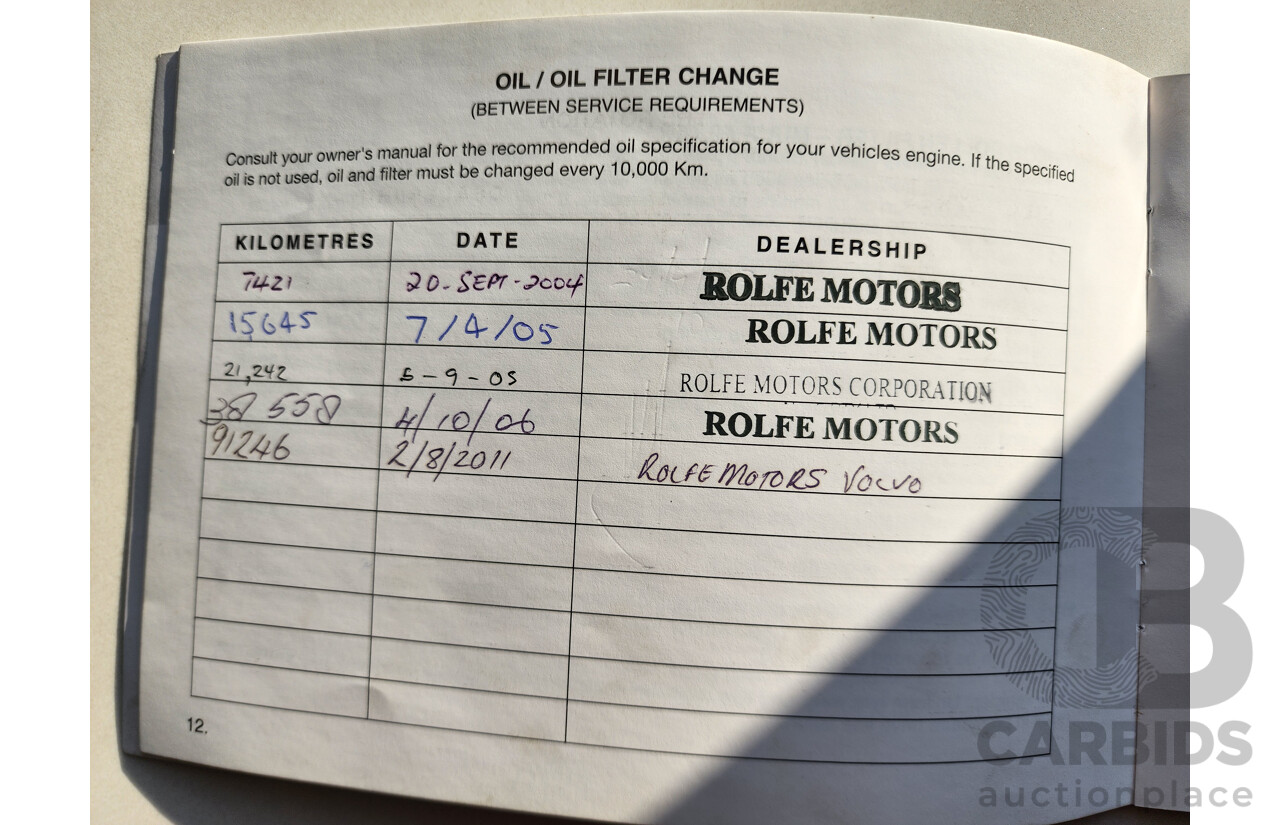 OIL / OIL FILTER CHANGE
(BETWEEN SERVICE REQUIREMENTS)
Consult your owner's manual for the recommended oil specification for your vehicles engine. If the specified
oil is not used, oil and filter must be changed every 10,000 Km.
KILOMETRES DATE DEALERSHIP
7421 20-SEPT-2004 ROLFE MOTORS
15645 7/4/05 ROLFE MOTORS
21,242 5-9-05 ROLFE MOTORS CORPORATION
38 558 4/10/06 ROLFE MOTORS
91246 2/8/2011 ROLFE MOTORS VOLVO
12.
CB
CARBIDS
auctionplace